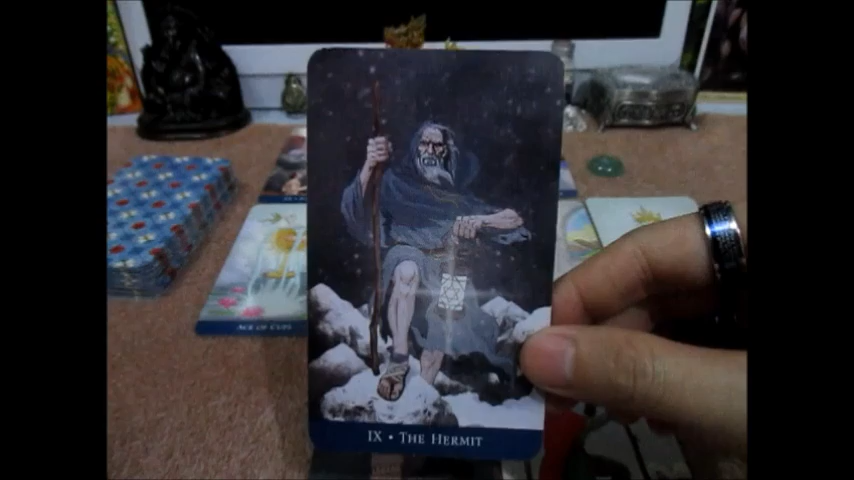 IX • THE HERMIT
ACE OF CUPS